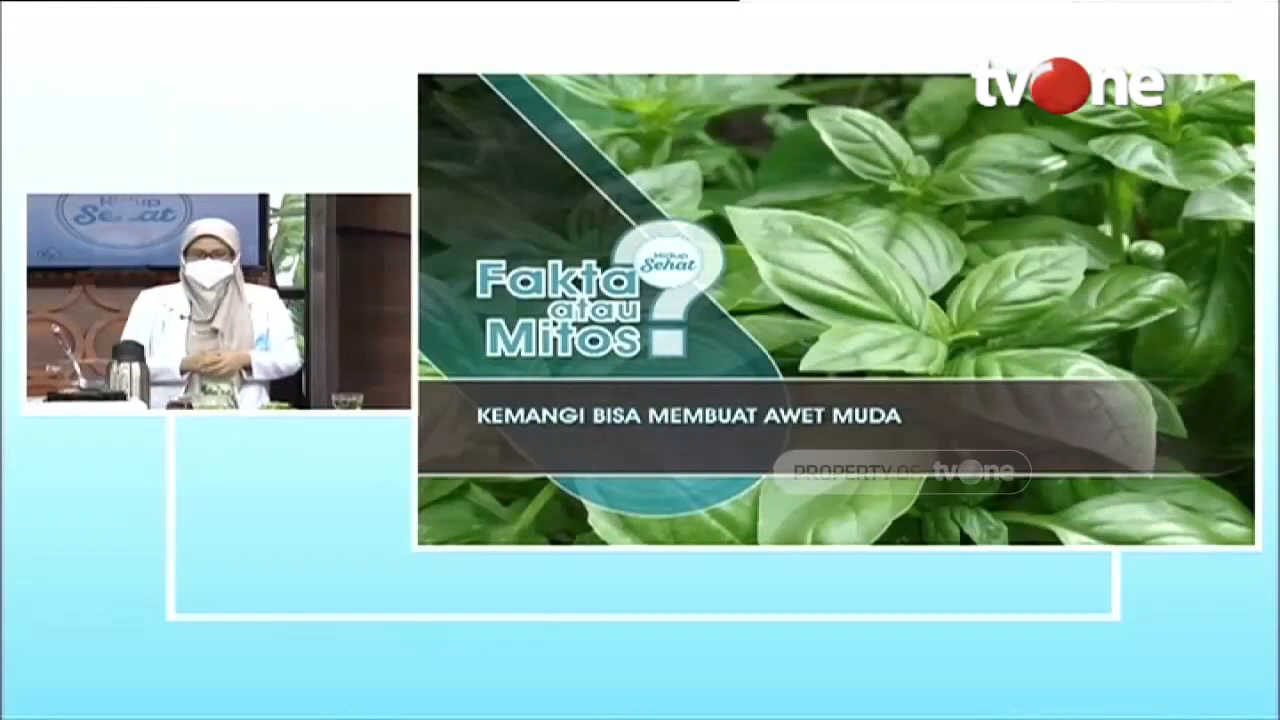 tvOne
Hidup
Sehat
Hidup
Sehat
Fakta
atau
Mitos
?
KEMANGI BISA MEMBUAT AWET MUDA
PROPERTY OF tvOne